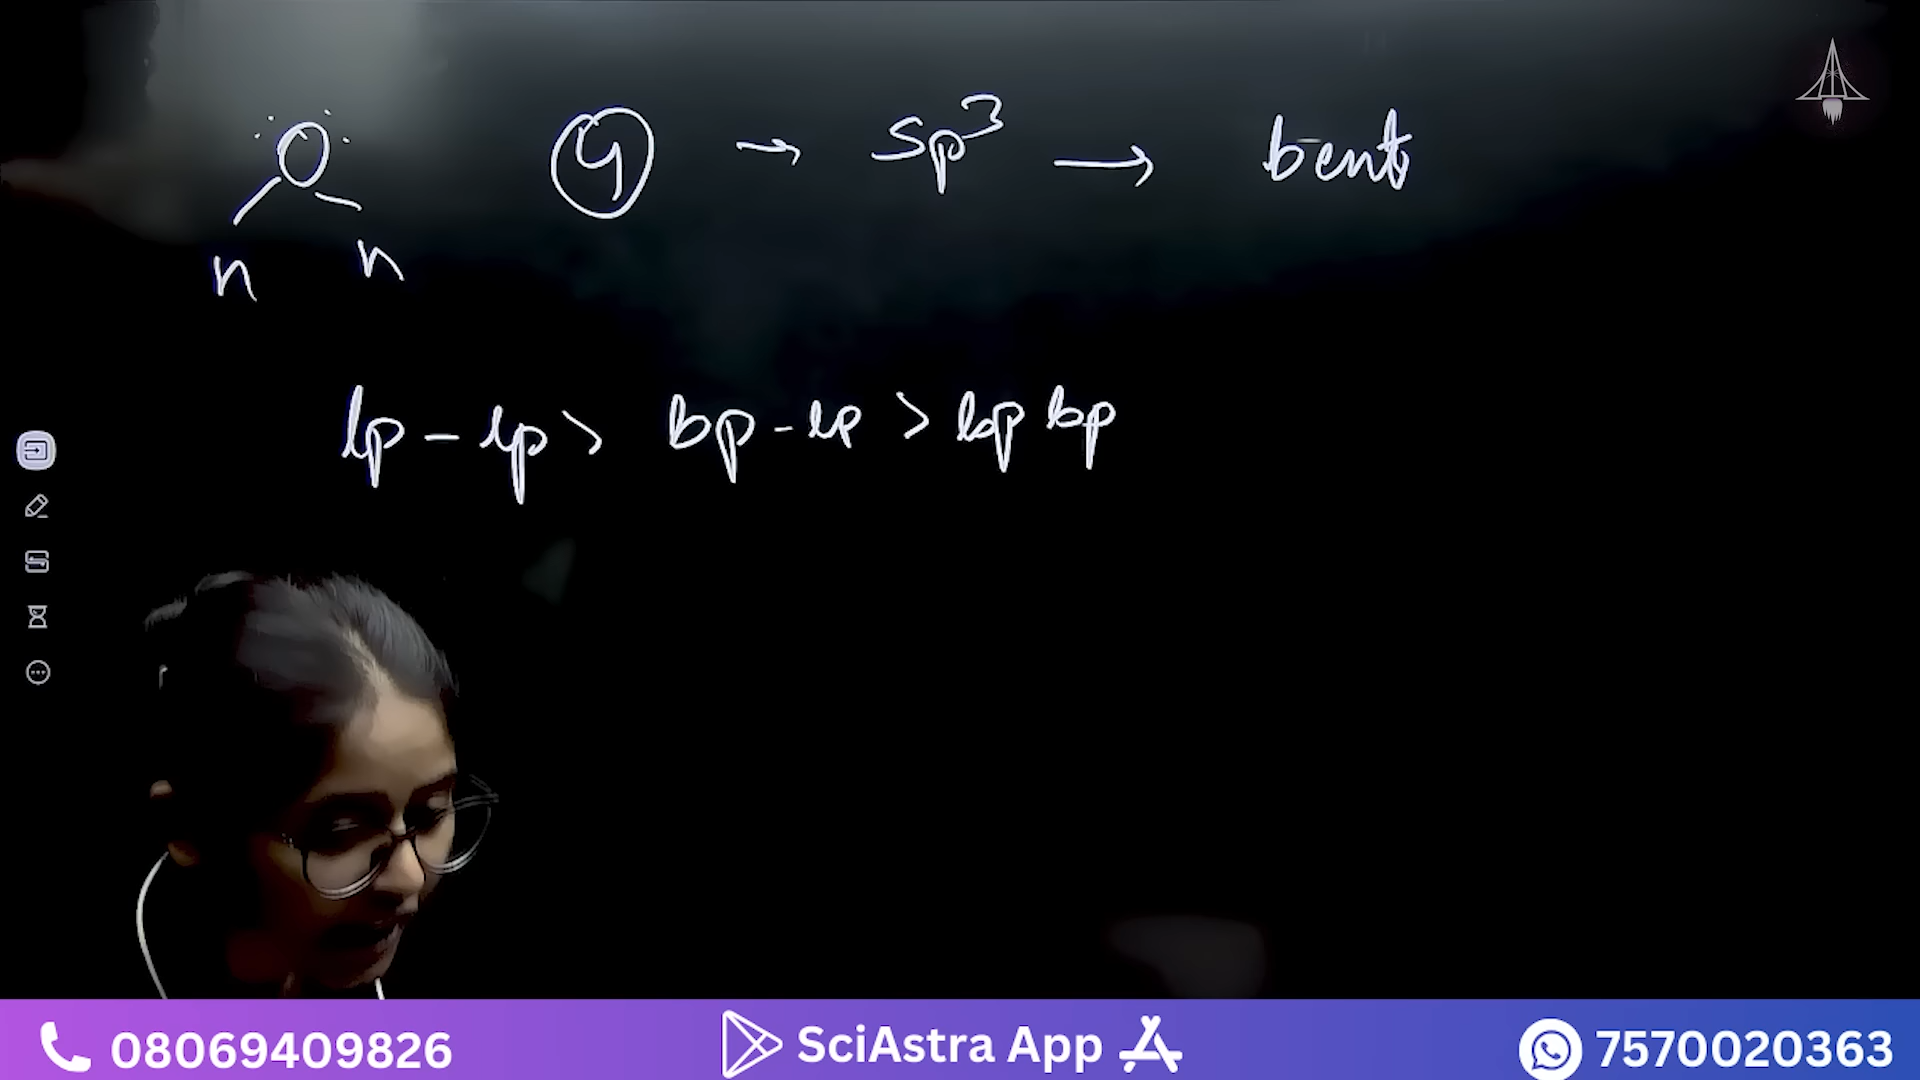 :O: 4 → sp³ → bent
n n
lp - lp > bp - lp > bp bp
08069409826 SciAstra App 7570020363